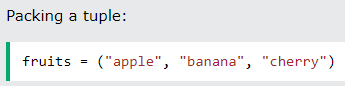 Packing a tuple:
fruits = ("apple", "banana", "cherry")